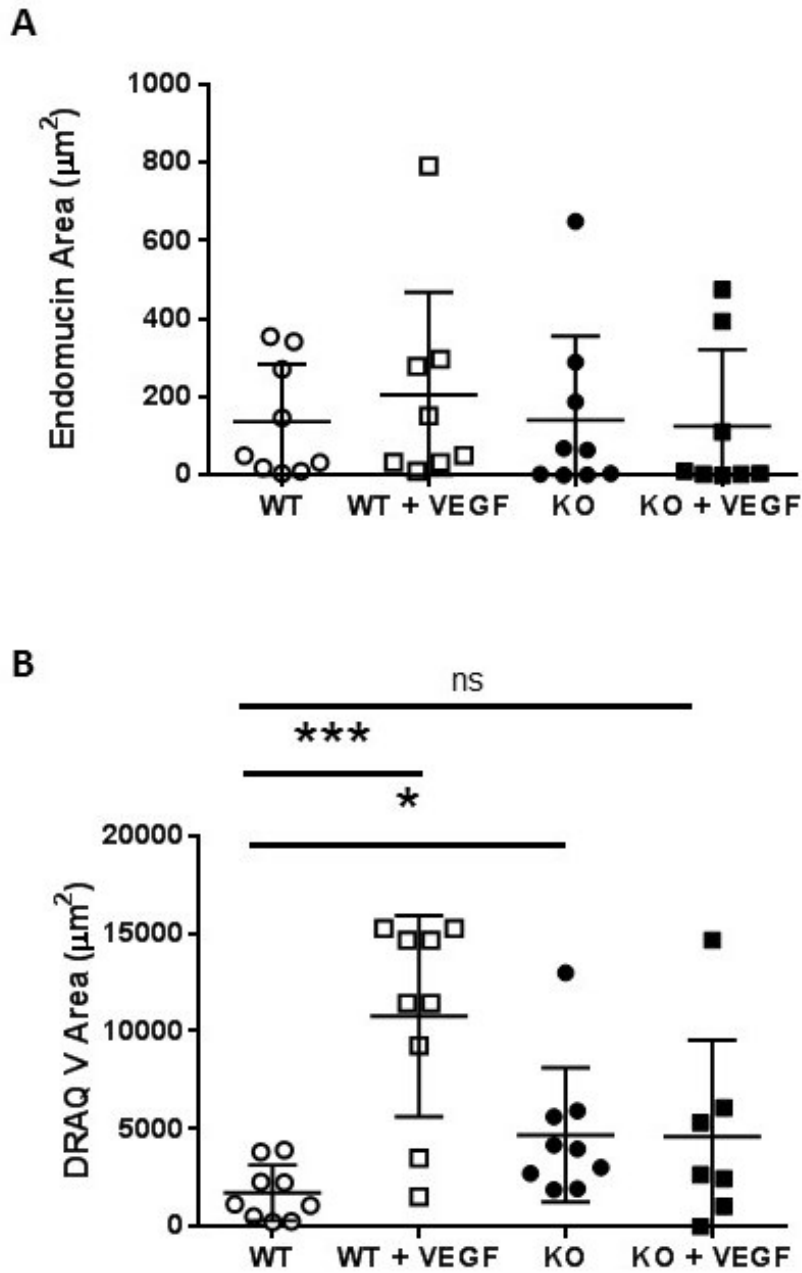 A
Endomucin Area (μm²)
1000
800
600
400
200
0
WT
WT + VEGF
KO
KO + VEGF
B
ns
***
*
DRAQ V Area (μm²)
20000
15000
10000
5000
0
WT
WT + VEGF
KO
KO + VEGF